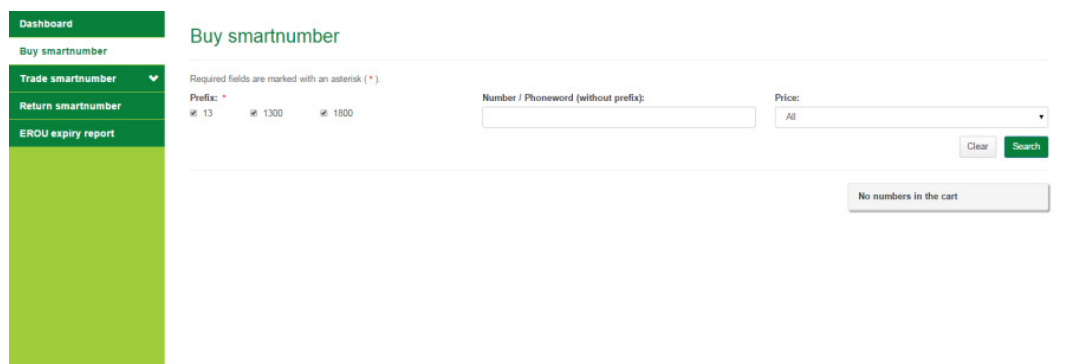 Dashboard
Buy smartnumber
Trade smartnumber
Return smartnumber
EROU expiry report
Buy smartnumber
Required fields are marked with an asterisk ( * ).
Prefix: *
13 1300 1800
Number / Phoneword (without prefix):
Price:
All
Clear Search
No numbers in the cart